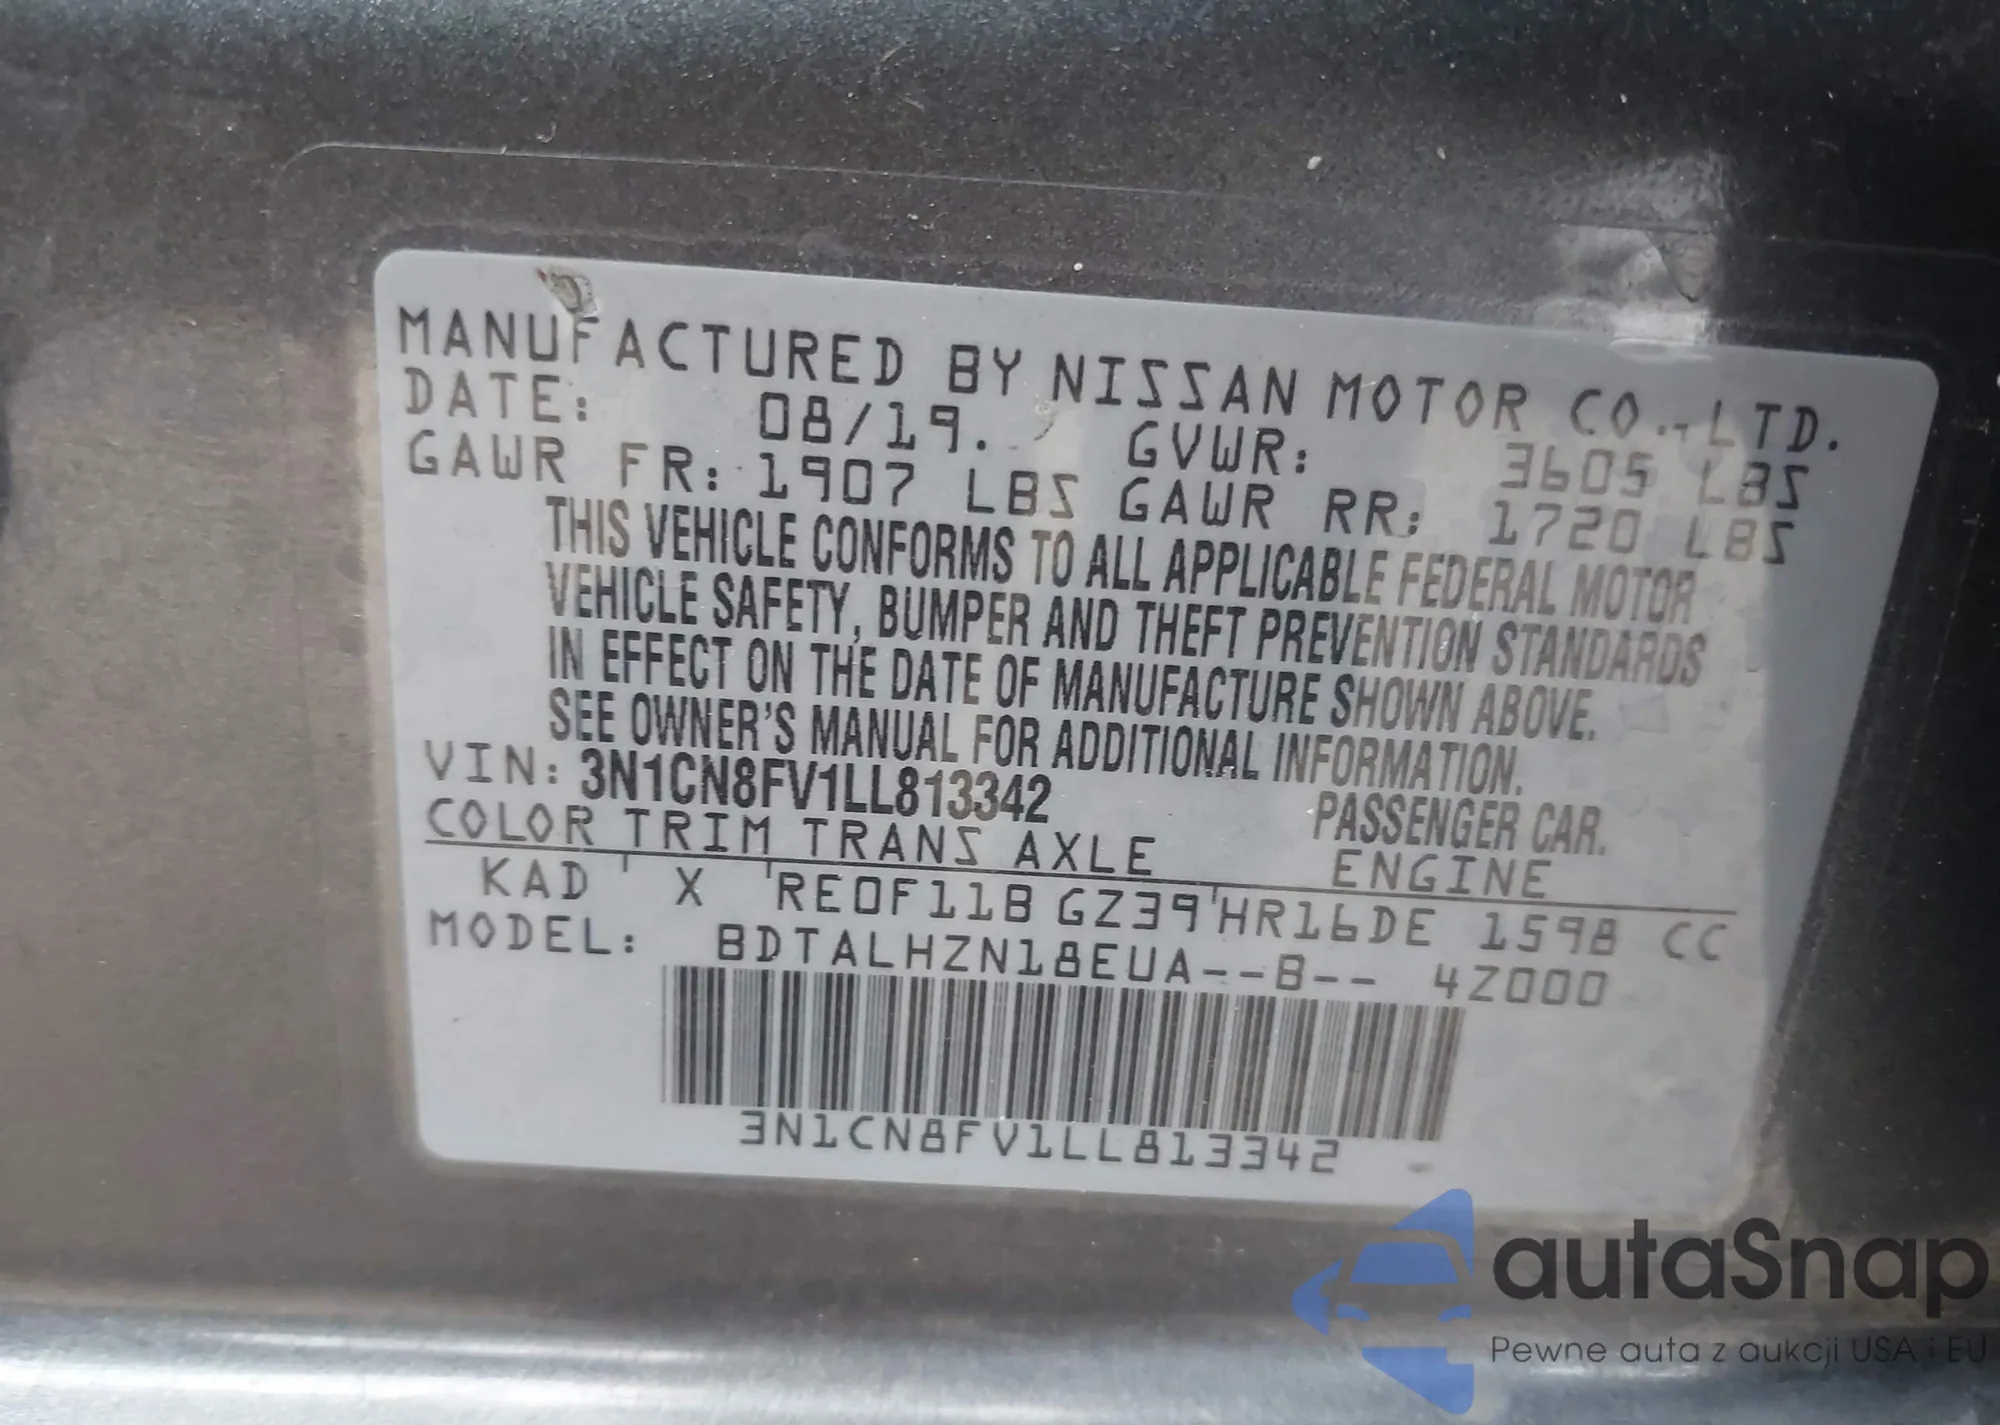 MANUFACTURED BY NISSAN MOTOR CO.,LTD.
DATE: 08/19. GVWR: 3605 LBS
GAWR FR: 1907 LBS GAWR RR: 1720 LBS
THIS VEHICLE CONFORMS TO ALL APPLICABLE FEDERAL MOTOR
VEHICLE SAFETY, BUMPER AND THEFT PREVENTION STANDARDS
IN EFFECT ON THE DATE OF MANUFACTURE SHOWN ABOVE.
SEE OWNER'S MANUAL FOR ADDITIONAL INFORMATION.
VIN: 3N1CN8FV1LL813342 PASSENGER CAR.
COLOR TRIM TRANS AXLE ENGINE
KAD X RE0F11B GZ39 HR16DE 1598 CC
MODEL: BDTALHZN18EUA--B-- 4Z000
3N1CN8FV1LL813342
autaSnap
Pewne auta z aukcji USA i EU